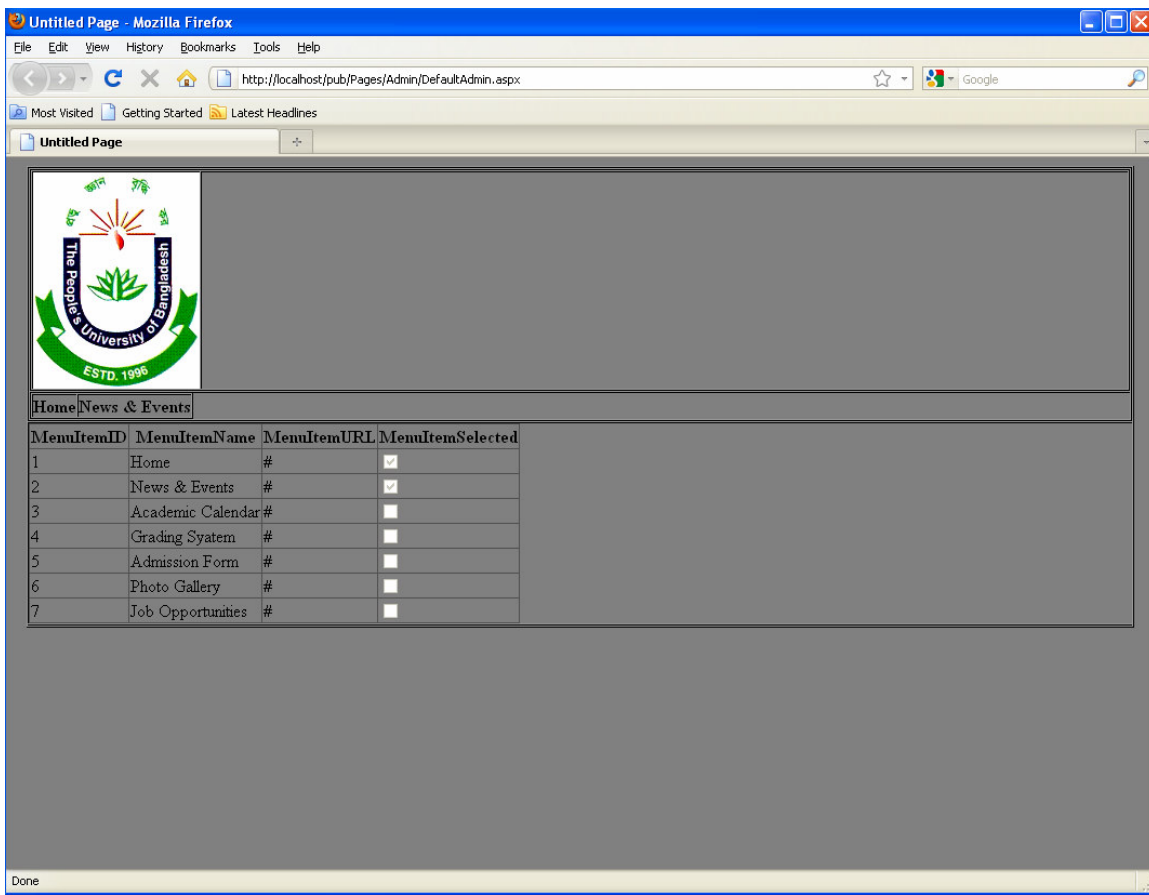 Untitled Page - Mozilla Firefox
File Edit View History Bookmarks Tools Help
http://localhost/pub/Pages/Admin/DefaultAdmin.aspx
Google
Most Visited Getting Started Latest Headlines
Untitled Page
জ্ঞান
The People's University of Bangladesh
ESTD. 1996
Home News & Events
MenuItemID MenuItemName MenuItemURL MenuItemSelected
1 Home #
2 News & Events #
3 Academic Calendar #
4 Grading Syatem #
5 Admission Form #
6 Photo Gallery #
7 Job Opportunities #
Done